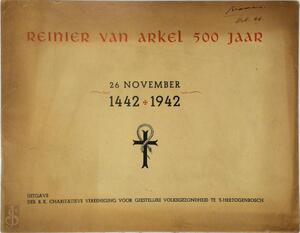 REINIER VAN ARKEL 500 JAAR
26 NOVEMBER
1442 + 1942
UITGAVE
DER R.K. CHARITATIEVE VEREENIGING VOOR GEESTELIJKE VOLKSGEZONDHEID TE 'S-HERTOGENBOSCH